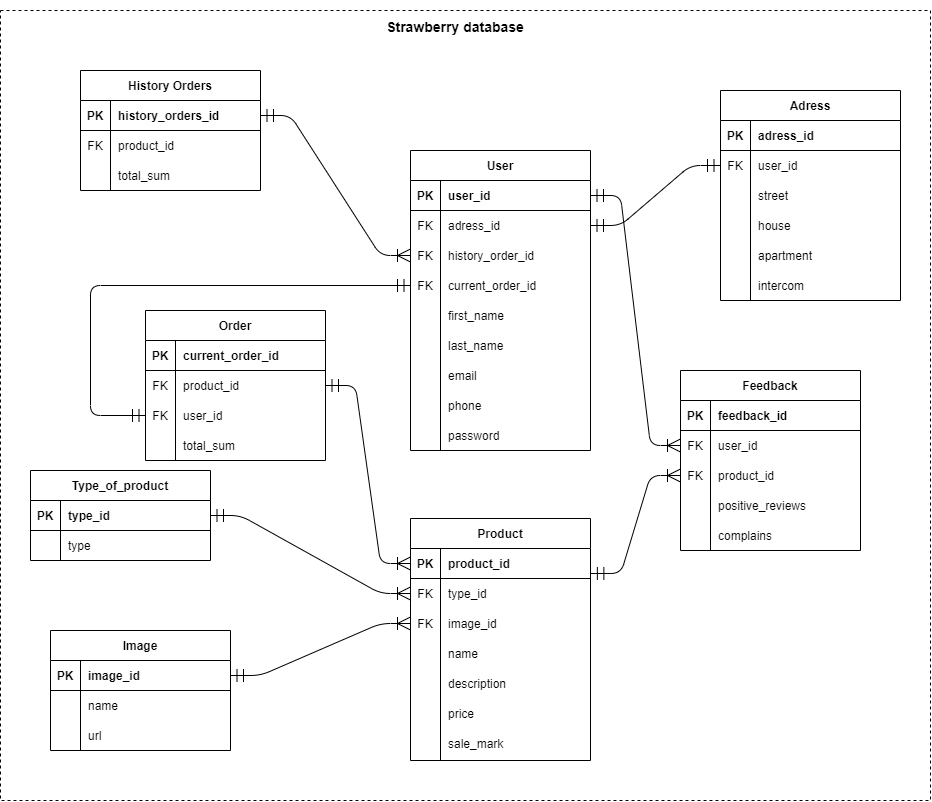 Strawberry database
History Orders
PK history_orders_id
FK product_id
total_sum
Adress
PK adress_id
FK user_id
street
house
apartment
intercom
User
PK user_id
FK adress_id
FK history_order_id
FK current_order_id
first_name
last_name
email
phone
password
Order
PK current_order_id
FK product_id
FK user_id
total_sum
Feedback
PK feedback_id
FK user_id
FK product_id
positive_reviews
complains
Type_of_product
PK type_id
type
Product
PK product_id
FK type_id
FK image_id
name
description
price
sale_mark
Image
PK image_id
name
url